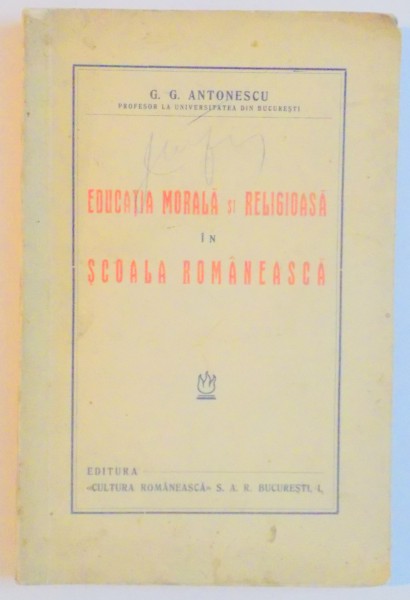 G. G. ANTONESCU
PROFESOR LA UNIVERSITATEA DIN BUCUREȘTI
EDUCAȚIA MORALĂ ȘI RELIGIOASĂ
ÎN
ȘCOALA ROMÂNEASCĂ
EDITURA
«CULTURA ROMÂNEASCĂ» S. A. R. BUCUREȘTI, I,